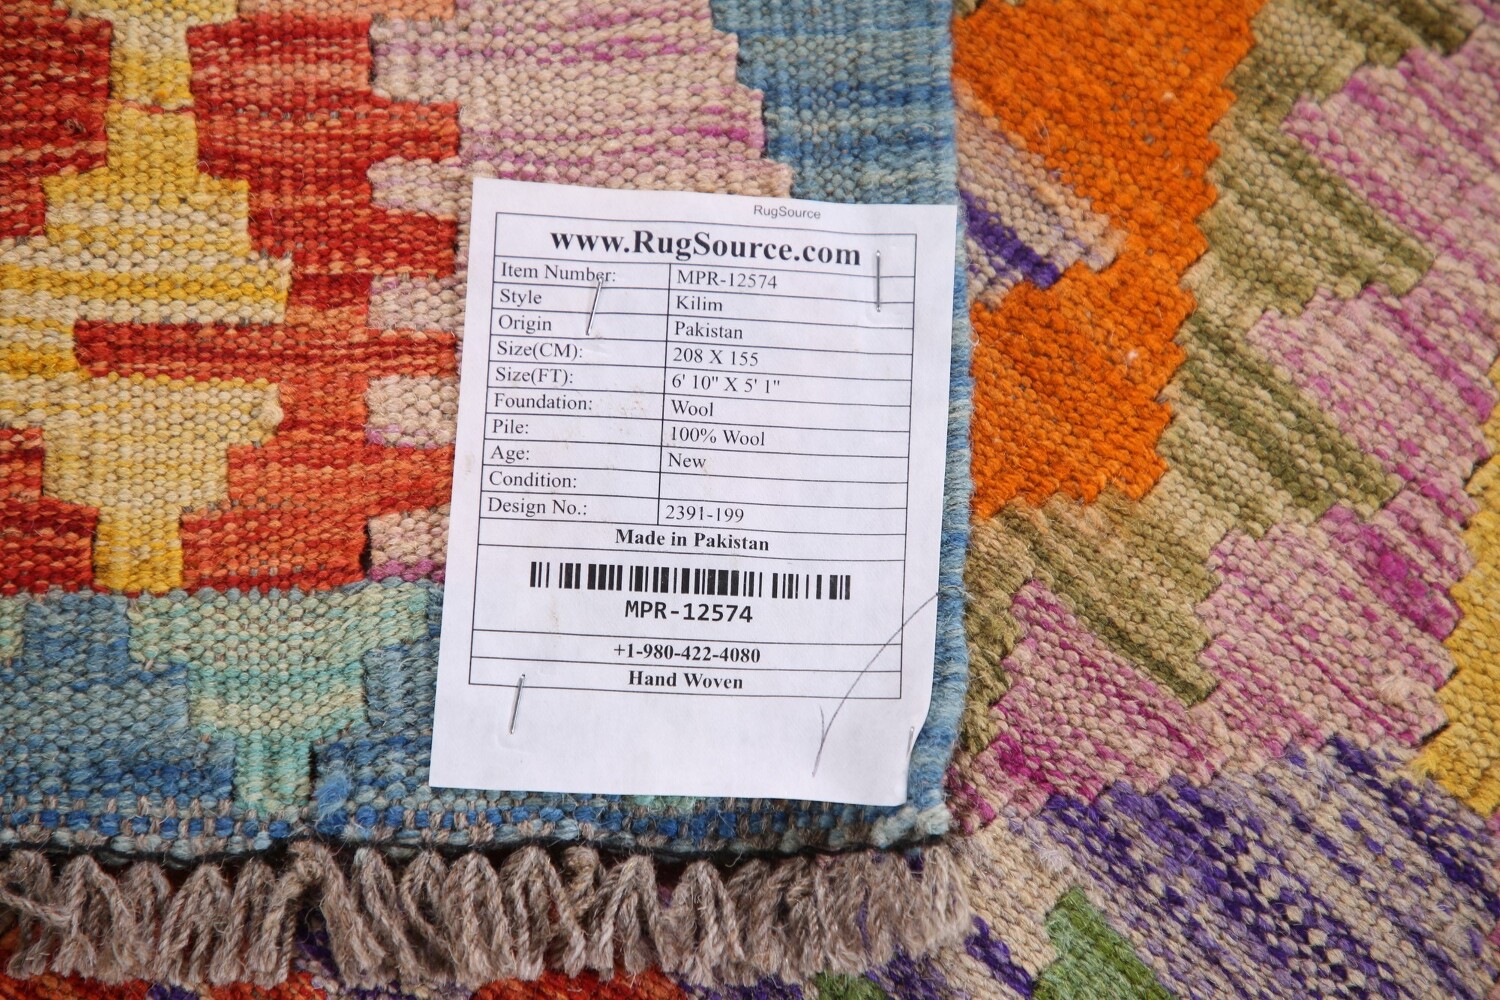 RugSource
www.RugSource.com
Item Number: MPR-12574
Style Kilim
Origin Pakistan
Size(CM): 208 X 155
Size(FT): 6' 10" X 5' 1"
Foundation: Wool
Pile: 100% Wool
Age: New
Condition:
Design No.: 2391-199
Made in Pakistan
MPR-12574
+1-980-422-4080
Hand Woven